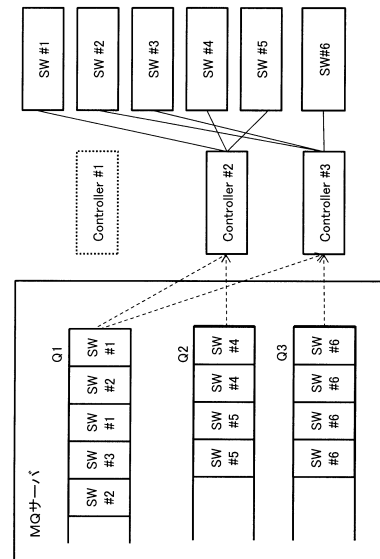 MQサーバ
Q1
SW
#2
SW
#3
SW
#1
SW
#2
SW
#1
Q2
SW
#5
SW
#5
SW
#4
SW
#4
Q3
SW
#6
SW
#6
SW
#6
SW
#6
Controller #1
Controller #2
Controller #3
SW #1
SW #2
SW #3
SW #4
SW #5
SW#6